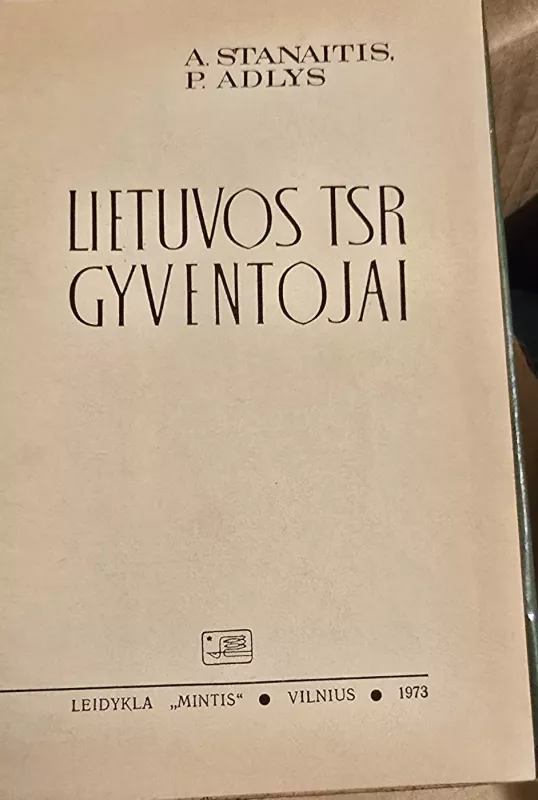 A. STANAITIS,
P. ADLYS
LIETUVOS TSR
GYVENTOJAI
LEIDYKLA „MINTIS“ ● VILNIUS ● 1973